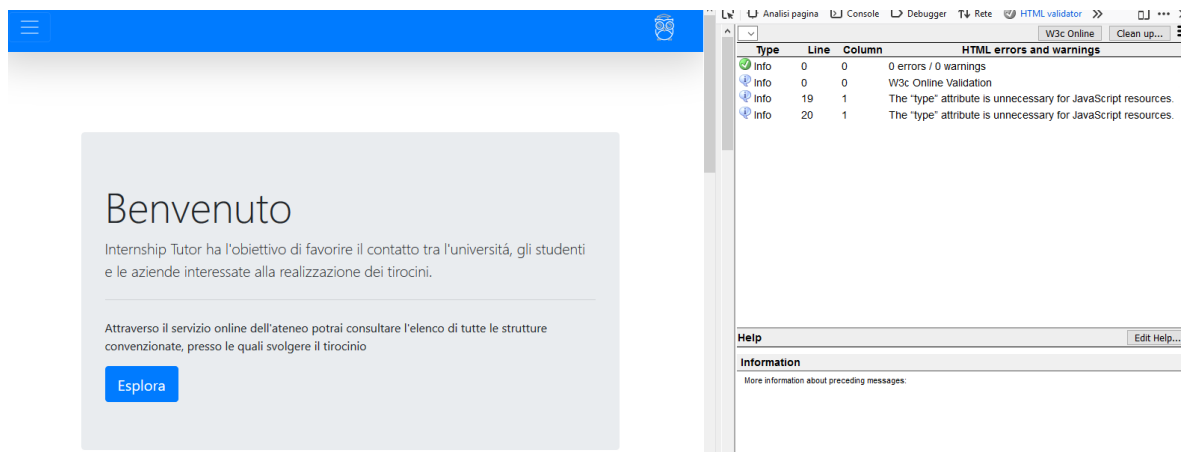 Analisi pagina Console Debugger Rete HTML validator
W3c Online Clean up...
Type Line Column HTML errors and warnings
Info 0 0 0 errors / 0 warnings
Info 0 0 W3c Online Validation
Info 19 1 The "type" attribute is unnecessary for JavaScript resources.
Info 20 1 The "type" attribute is unnecessary for JavaScript resources.
Benvenuto
Internship Tutor ha l'obiettivo di favorire il contatto tra l'universitá, gli studenti
e le aziende interessate alla realizzazione dei tirocini.
Attraverso il servizio online dell'ateneo potrai consultare l'elenco di tutte le strutture
convenzionate, presso le quali svolgere il tirocinio
Esplora
Help Edit Help...
Information
More information about preceding messages: